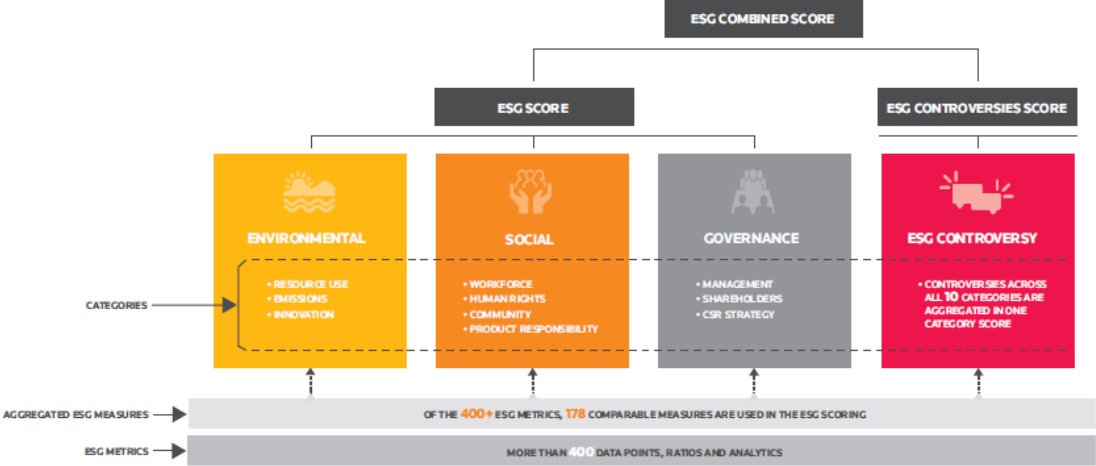 ESG COMBINED SCORE
ESG SCORE
ESG CONTROVERSIES SCORE
ENVIRONMENTAL
SOCIAL
GOVERNANCE
ESG CONTROVERSY
CATEGORIES
• RESOURCE USE
• EMISSIONS
• INNOVATION
• WORKFORCE
• HUMAN RIGHTS
• COMMUNITY
• PRODUCT RESPONSIBILITY
• MANAGEMENT
• SHAREHOLDERS
• CSR STRATEGY
• CONTROVERSIES ACROSS
ALL 10 CATEGORIES ARE
AGGREGATED IN ONE
CATEGORY SCORE
AGGREGATED ESG MEASURES
OF THE 400+ ESG METRICS, 178 COMPARABLE MEASURES ARE USED IN THE ESG SCORING
ESG METRICS
MORE THAN 400 DATA POINTS, RATIOS AND ANALYTICS